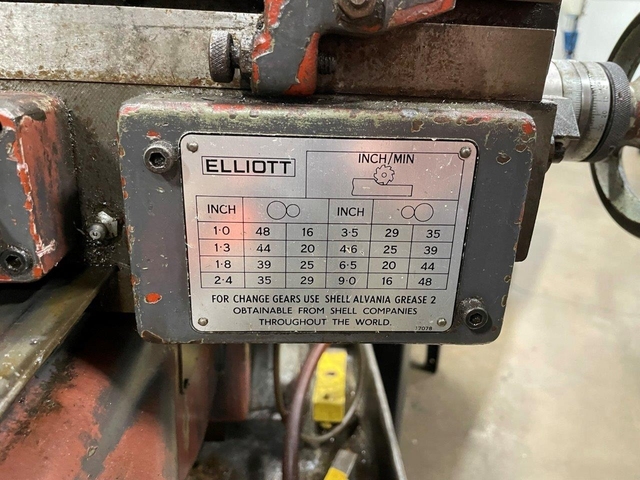 ELLIOTT
INCH/MIN
INCH INCH
1·0 48 16 3·5 29 35
1·3 44 20 4·6 25 39
1·8 39 25 6·5 20 44
2·4 35 29 9·0 16 48
FOR CHANGE GEARS USE SHELL ALVANIA GREASE 2
OBTAINABLE FROM SHELL COMPANIES
THROUGHOUT THE WORLD.
17078